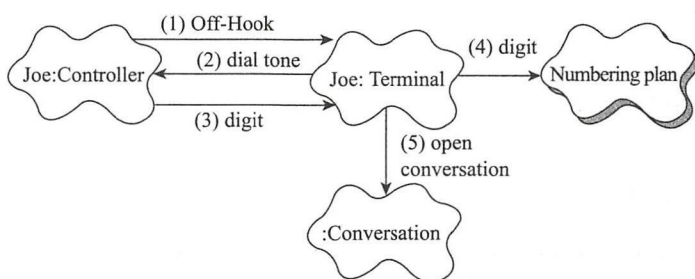 (1) Off-Hook
(4) digit
Joe:Controller
(2) dial tone
Joe: Terminal
Numbering plan
(3) digit
(5) open
conversation
:Conversation